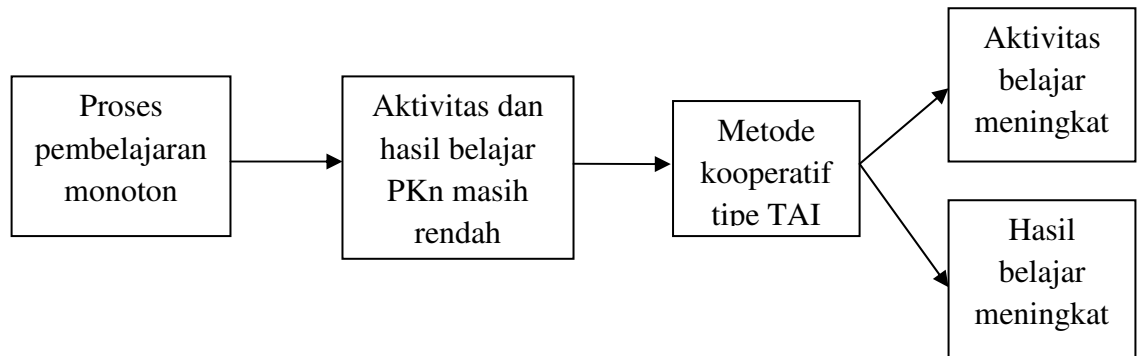 Proses
pembelajaran
monoton
Aktivitas dan
hasil belajar
PKn masih
rendah
Metode
kooperatif
tipe TAI
Aktivitas
belajar
meningkat
Hasil
belajar
meningkat